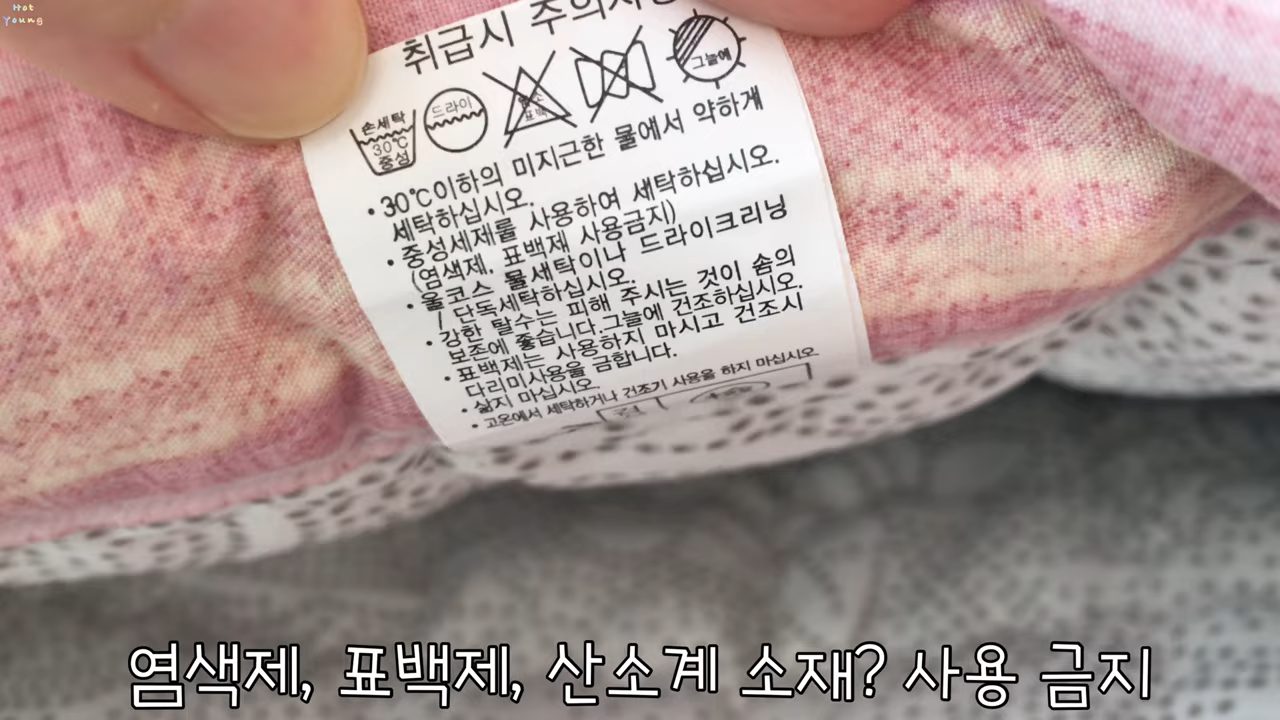 Hot
Young
취급시 주의사항
손세탁
30℃
중성
드라이
표백
그늘에
• 30℃이하의 미지근한 물에서 약하게
세탁하십시오.
• 중성세제를 사용하여 세탁하십시오.
(염색제, 표백제 사용금지)
• 울코스 물세탁이나 드라이크리닝
/ 단독세탁하십시오.
• 강한 탈수는 피해 주시는 것이 솜의
보존에 좋습니다.그늘에 건조하십시오.
• 표백제는 사용하지 마시고 건조시
다리미사용을 금합니다.
• 삶지 마십시오.
• 고온에서 세탁하거나 건조기 사용을 하지 마십시오.
염색제, 표백제, 산소계 소재? 사용 금지